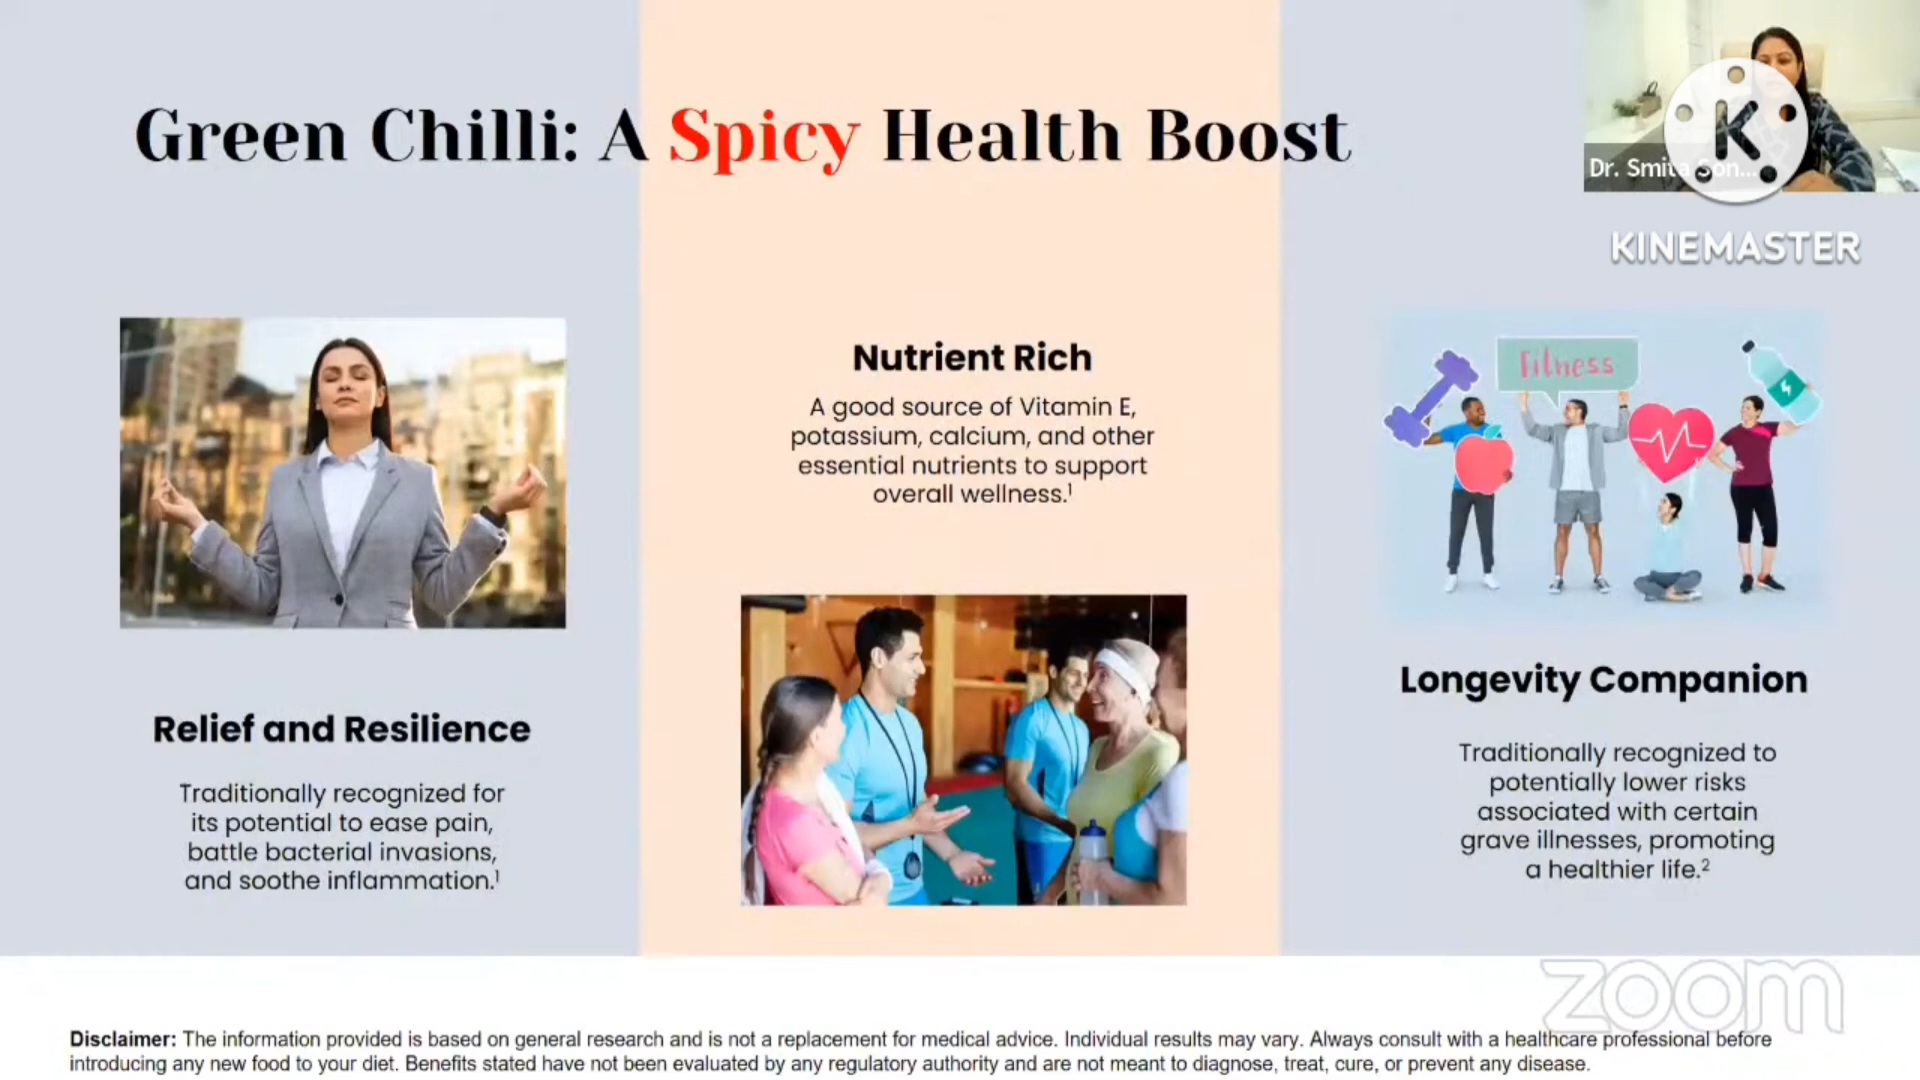 Green Chilli: A Spicy Health Boost
Dr. Smita Son...
K
KINEMASTER
Fitness
Nutrient Rich
A good source of Vitamin E,
potassium, calcium, and other
essential nutrients to support
overall wellness.¹
Relief and Resilience
Traditionally recognized for
its potential to ease pain,
battle bacterial invasions,
and soothe inflammation.¹
Longevity Companion
Traditionally recognized to
potentially lower risks
associated with certain
grave illnesses, promoting
a healthier life.²
zoom
Disclaimer: The information provided is based on general research and is not a replacement for medical advice. Individual results may vary. Always consult with a healthcare professional before
introducing any new food to your diet. Benefits stated have not been evaluated by any regulatory authority and are not meant to diagnose, treat, cure, or prevent any disease.